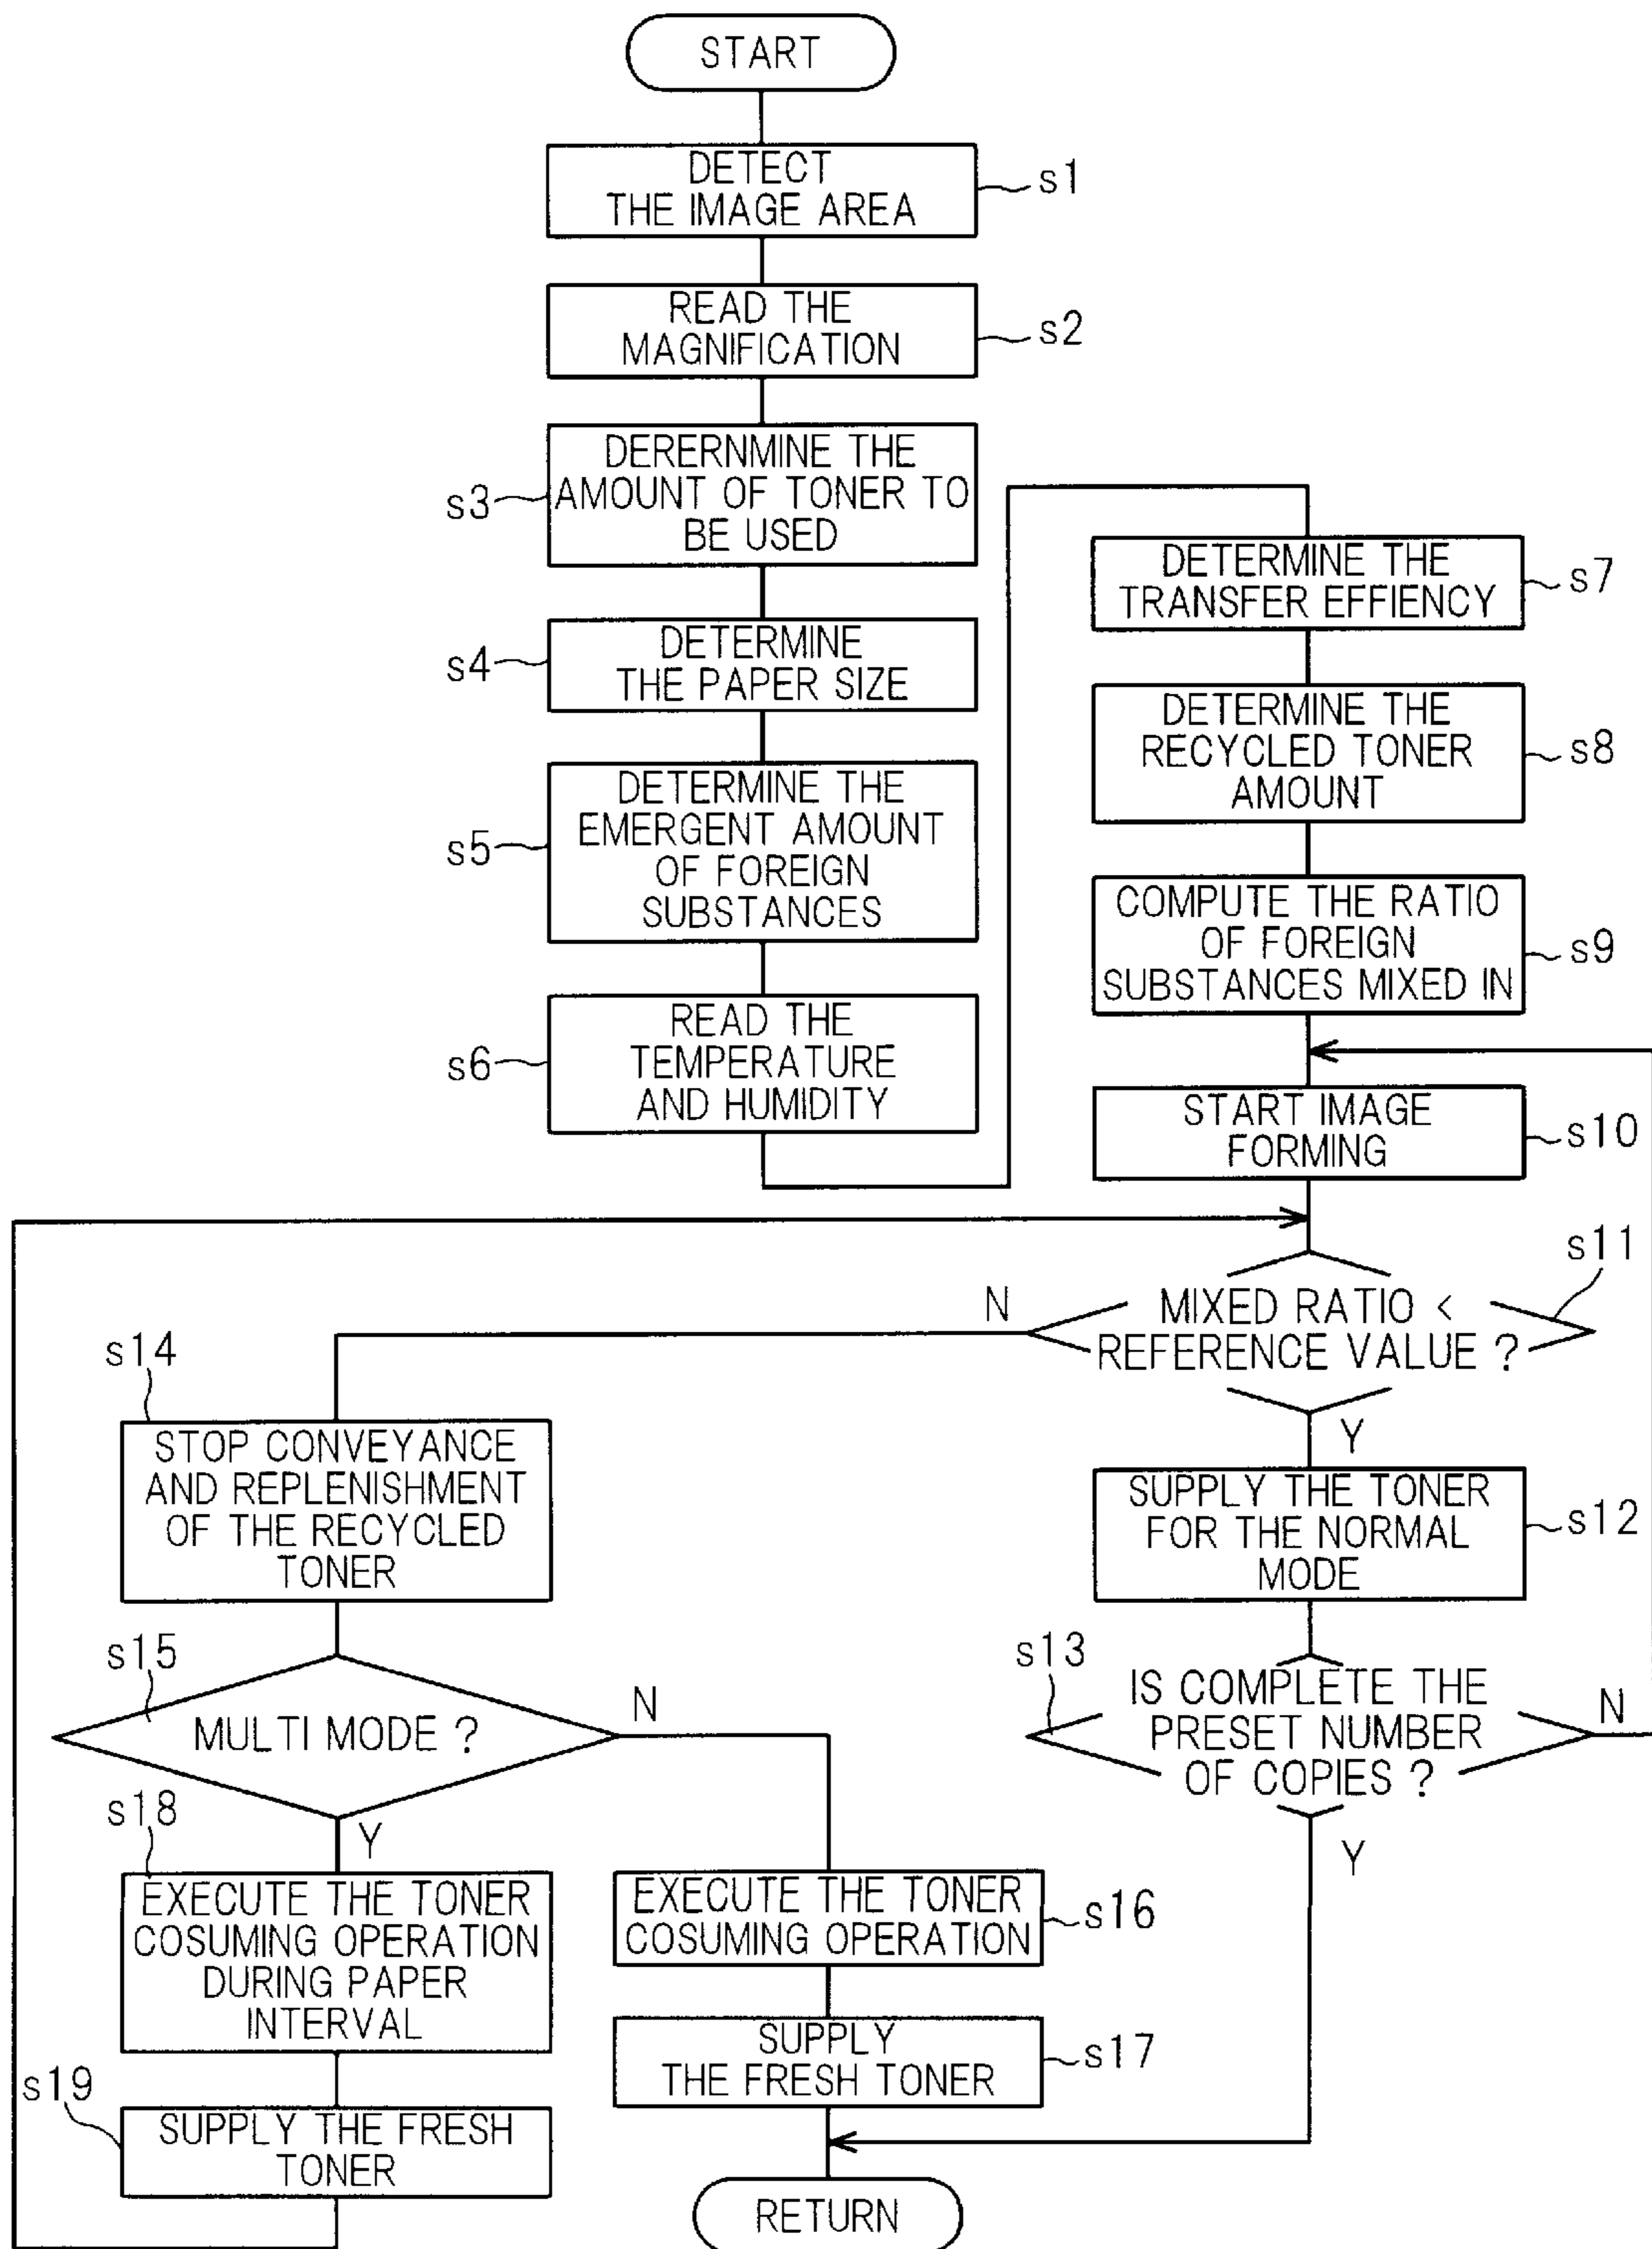 START
DETECT
THE IMAGE AREA
s1
READ THE
MAGNIFICATION
s2
DERERNMINE THE
AMOUNT OF TONER TO
BE USED
s3
DETERMINE
THE PAPER SIZE
s4
DETERMINE THE
EMERGENT AMOUNT
OF FOREIGN
SUBSTANCES
s5
READ THE
TEMPERATURE
AND HUMIDITY
s6
DETERMINE THE
TRANSFER EFFIENCY
s7
DETERMINE THE
RECYCLED TONER
AMOUNT
s8
COMPUTE THE RATIO
OF FOREIGN
SUBSTANCES MIXED IN
s9
START IMAGE
FORMING
s10
MIXED RATIO <
REFERENCE VALUE ?
s11
N
Y
SUPPLY THE TONER
FOR THE NORMAL
MODE
s12
s13
IS COMPLETE THE
PRESET NUMBER
OF COPIES ?
N
Y
s14
STOP CONVEYANCE
AND REPLENISHMENT
OF THE RECYCLED
TONER
s15
MULTI MODE ?
N
Y
s18
EXECUTE THE TONER
COSUMING OPERATION
DURING PAPER
INTERVAL
s19
SUPPLY THE FRESH
TONER
EXECUTE THE TONER
COSUMING OPERATION
s16
SUPPLY
THE FRESH TONER
s17
RETURN